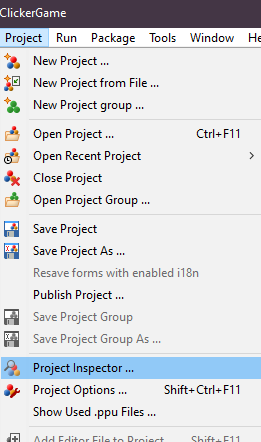 ClickerGame
Project Run Package Tools Window
New Project ...
New Project from File ...
New Project group ...
Open Project ... Ctrl+F11
Open Recent Project
Close Project
Open Project Group ...
Save Project
Save Project As ...
Resave forms with enabled i18n
Publish Project ...
Save Project Group
Save Project Group As ...
Project Inspector ...
Project Options ... Shift+Ctrl+F11
Show Used .ppu Files ...
Add Editor File to Project Shift+F11